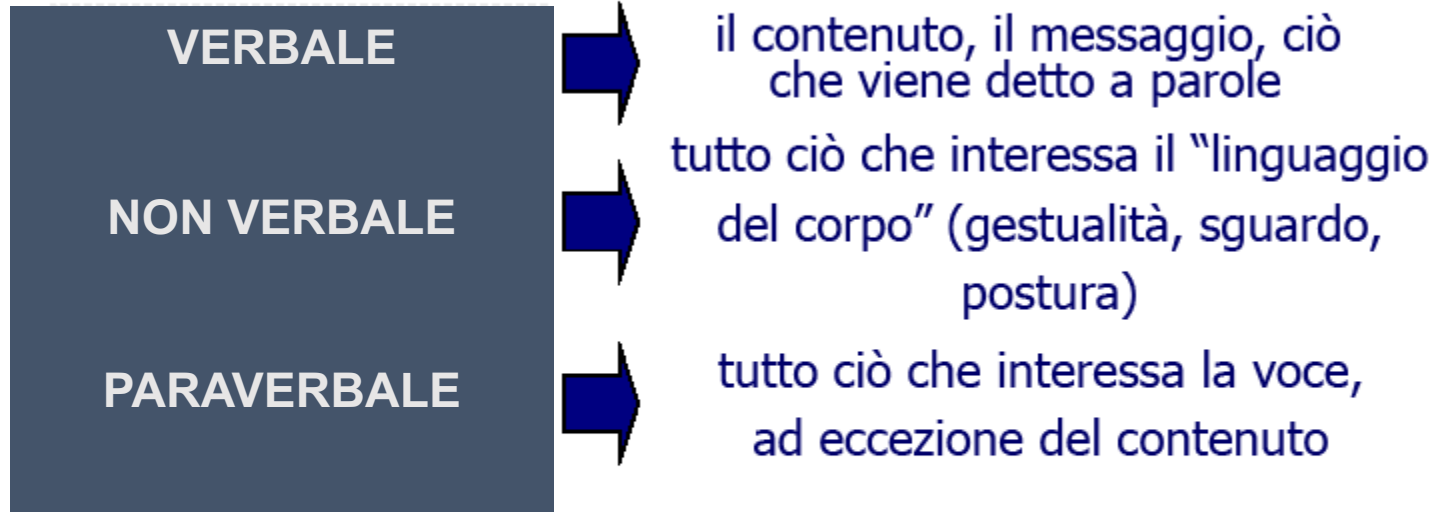 VERBALE
il contenuto, il messaggio, ciò
che viene detto a parole
NON VERBALE
tutto ciò che interessa il “linguaggio
del corpo” (gestualità, sguardo,
postura)
PARAVERBALE
tutto ciò che interessa la voce,
ad eccezione del contenuto